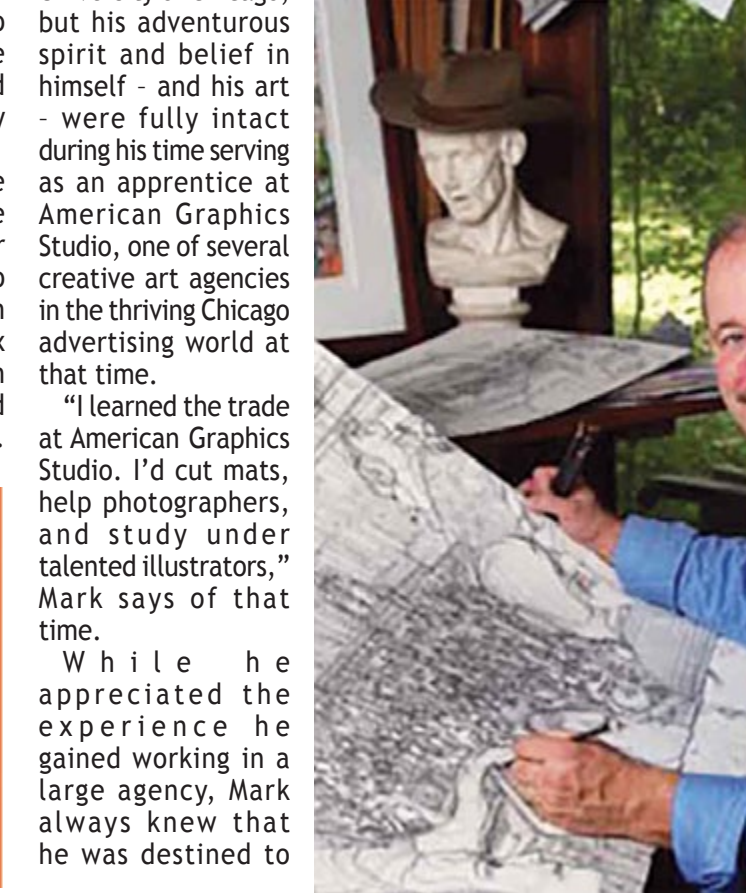 but his adventurous
spirit and belief in
himself – and his art
– were fully intact
during his time serving
as an apprentice at
American Graphics
Studio, one of several
creative art agencies
in the thriving Chicago
advertising world at
that time.
“I learned the trade
at American Graphics
Studio. I’d cut mats,
help photographers,
and study under
talented illustrators,”
Mark says of that
time.
While he
appreciated the
experience he
gained working in a
large agency, Mark
always knew that
he was destined to